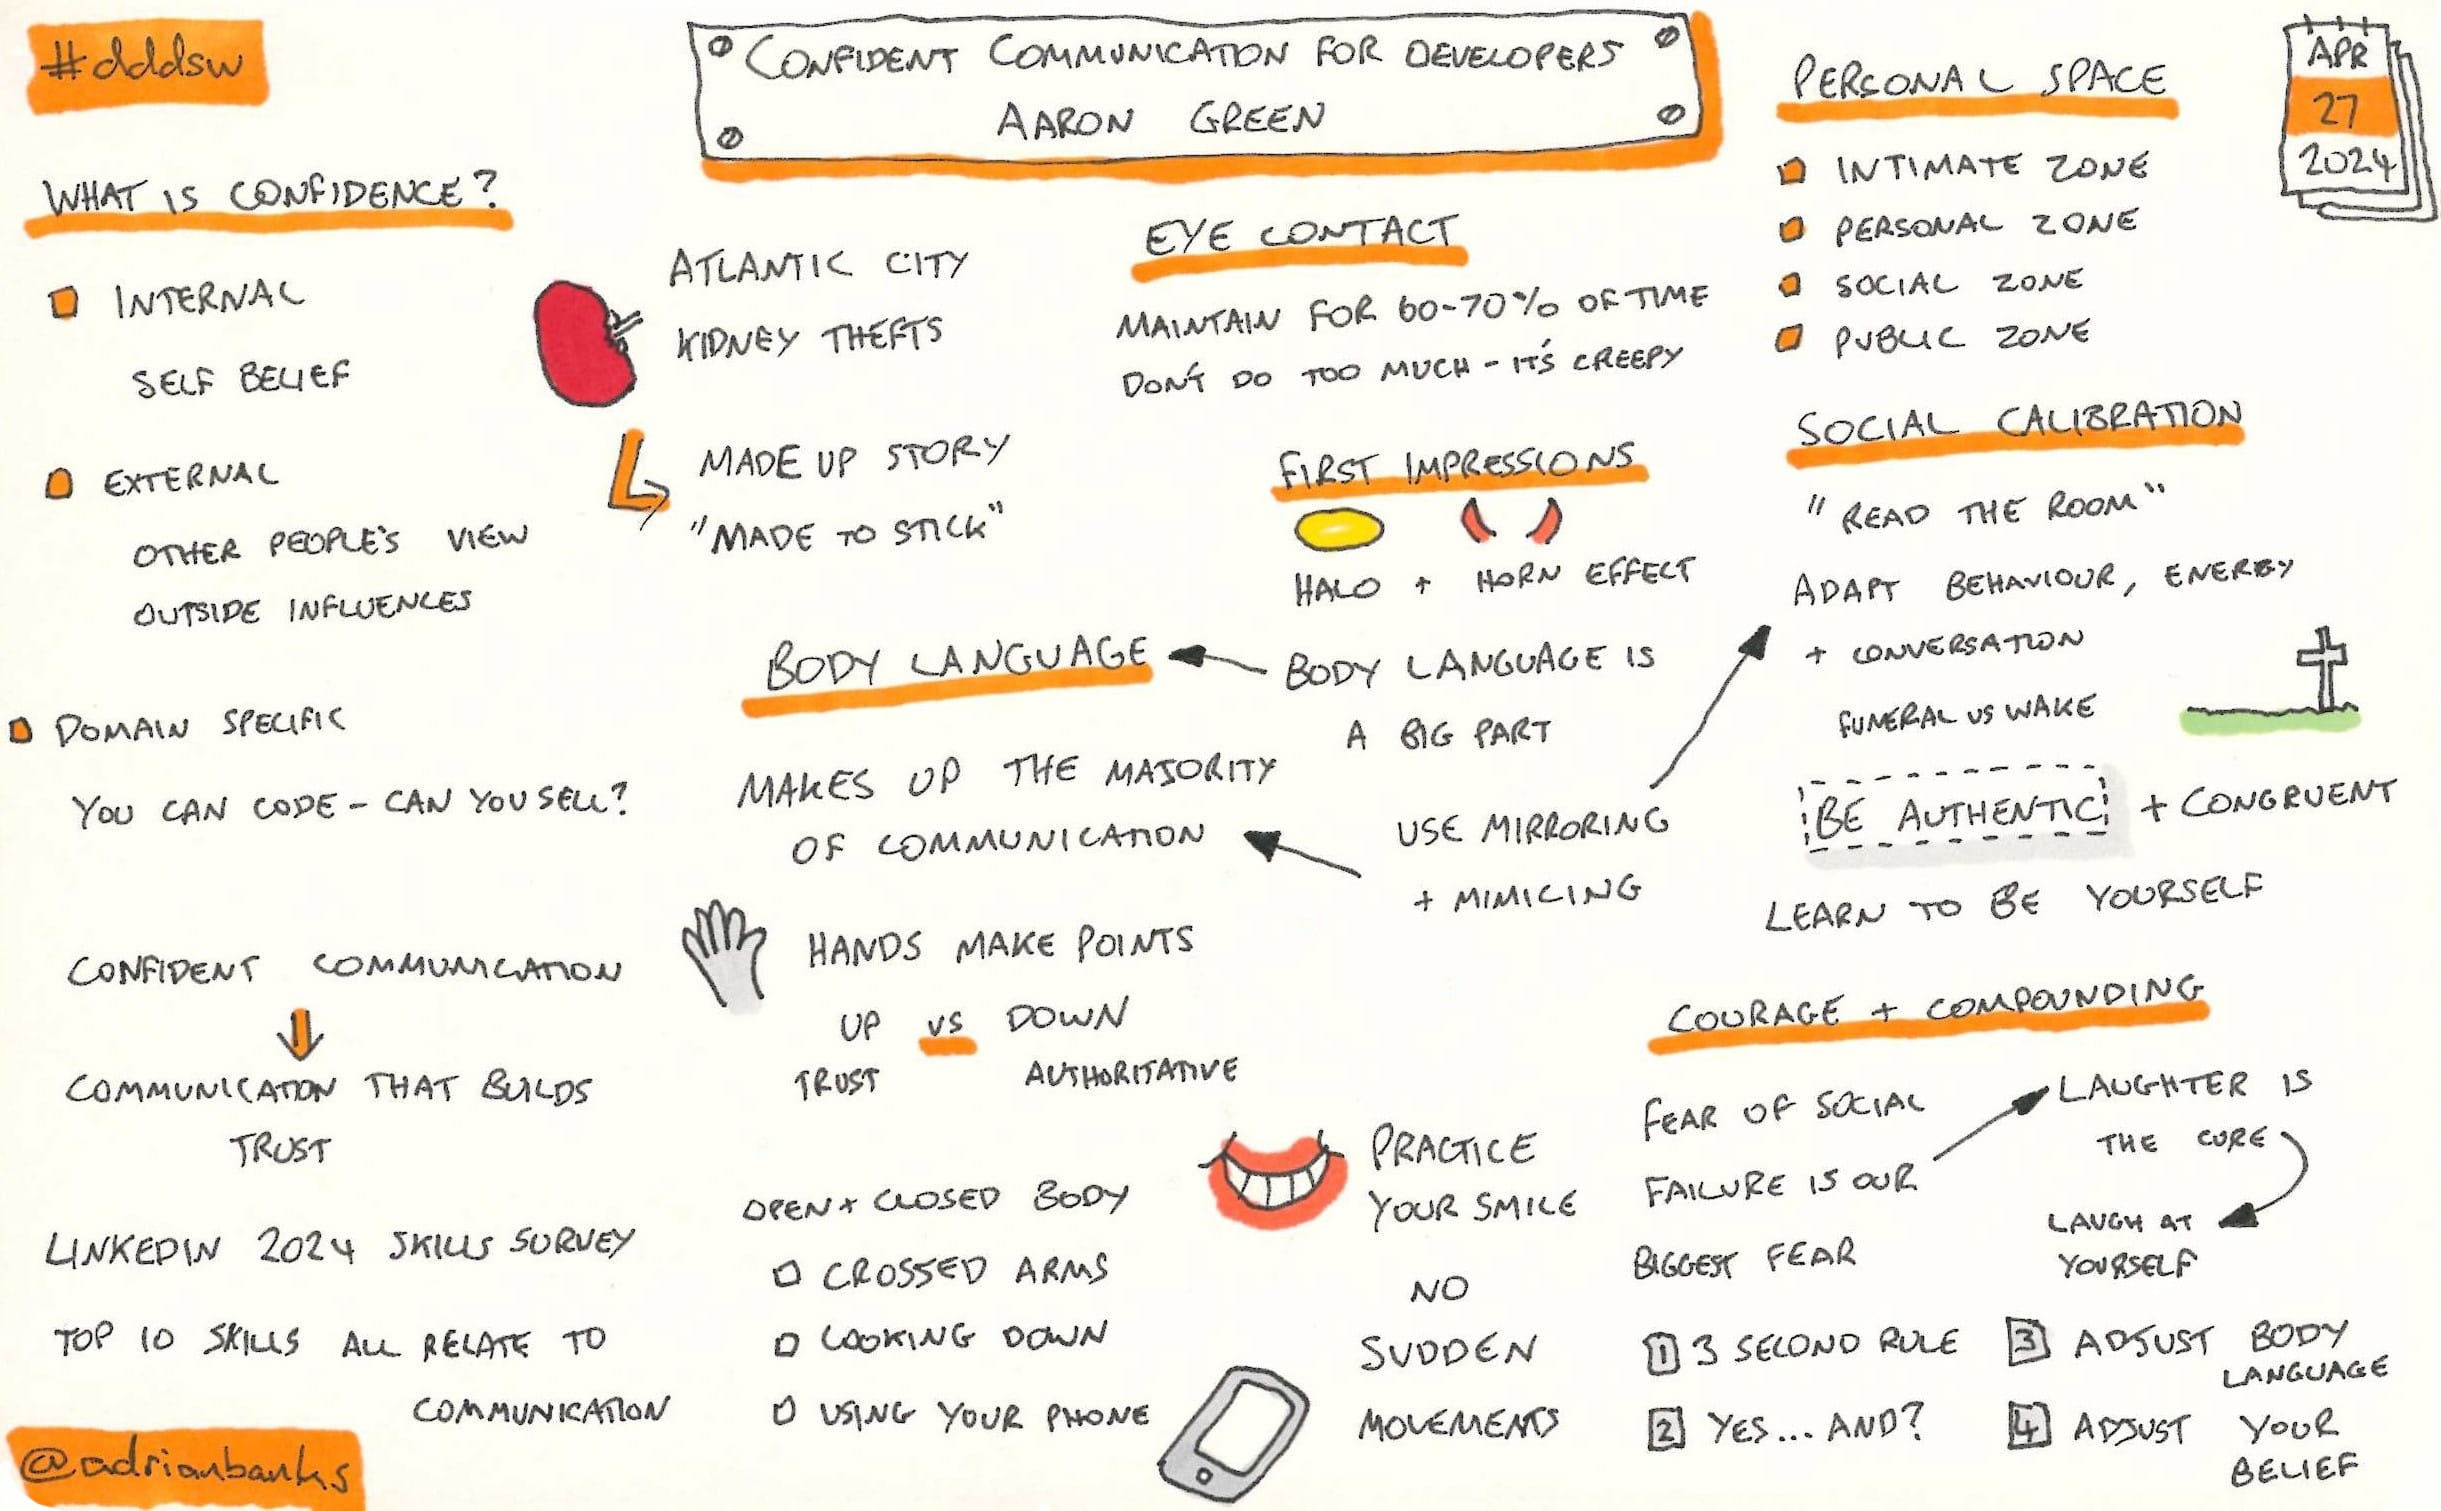 #dddsw
CONFIDENT COMMUNICATION FOR DEVELOPERS
AARON GREEN
APR
27
2024
WHAT IS CONFIDENCE?
INTERNAL
SELF BELIEF
EXTERNAL
OTHER PEOPLE'S VIEW
OUTSIDE INFLUENCES
DOMAIN SPECIFIC
YOU CAN CODE - CAN YOU SELL?
CONFIDENT COMMUNICATION
COMMUNICATION THAT BUILDS
TRUST
LINKEDIN 2024 SKILLS SURVEY
TOP 10 SKILLS ALL RELATE TO
COMMUNICATION
@adrianbanks
ATLANTIC CITY
KIDNEY THEFTS
MADE UP STORY
"MADE TO STICK"
EYE CONTACT
MAINTAIN FOR 60-70% OF TIME
DON'T DO TOO MUCH - IT'S CREEPY
FIRST IMPRESSIONS
HALO + HORN EFFECT
BODY LANGUAGE IS
A BIG PART
BODY LANGUAGE
MAKES UP THE MAJORITY
OF COMMUNICATION
USE MIRRORING
+ MIMICING
HANDS MAKE POINTS
UP VS DOWN
TRUST AUTHORITATIVE
OPEN + CLOSED BODY
CROSSED ARMS
LOOKING DOWN
USING YOUR PHONE
PRACTICE
YOUR SMILE
NO
SUDDEN
MOVEMENTS
PERSONAL SPACE
INTIMATE ZONE
PERSONAL ZONE
SOCIAL ZONE
PUBLIC ZONE
SOCIAL CALIBRATION
"READ THE ROOM"
ADAPT BEHAVIOUR, ENERGY
+ CONVERSATION
FUNERAL VS WAKE
BE AUTHENTIC + CONGRUENT
LEARN TO BE YOURSELF
COURAGE + COMPOUNDING
FEAR OF SOCIAL
FAILURE IS OUR
BIGGEST FEAR
LAUGHTER IS
THE CURE
LAUGH AT
YOURSELF
1 3 SECOND RULE
2 YES... AND?
3 ADJUST BODY
LANGUAGE
4 ADJUST YOUR
BELIEF